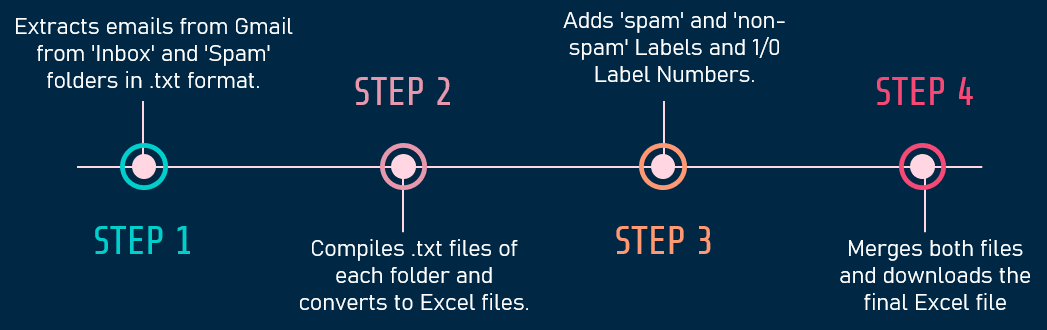 Extracts emails from Gmail
from 'Inbox' and 'Spam'
folders in .txt format.
STEP 1
STEP 2
Compiles .txt files of
each folder and
converts to Excel files.
Adds 'spam' and 'non-
spam' Labels and 1/0
Label Numbers.
STEP 3
STEP 4
Merges both files
and downloads the
final Excel file